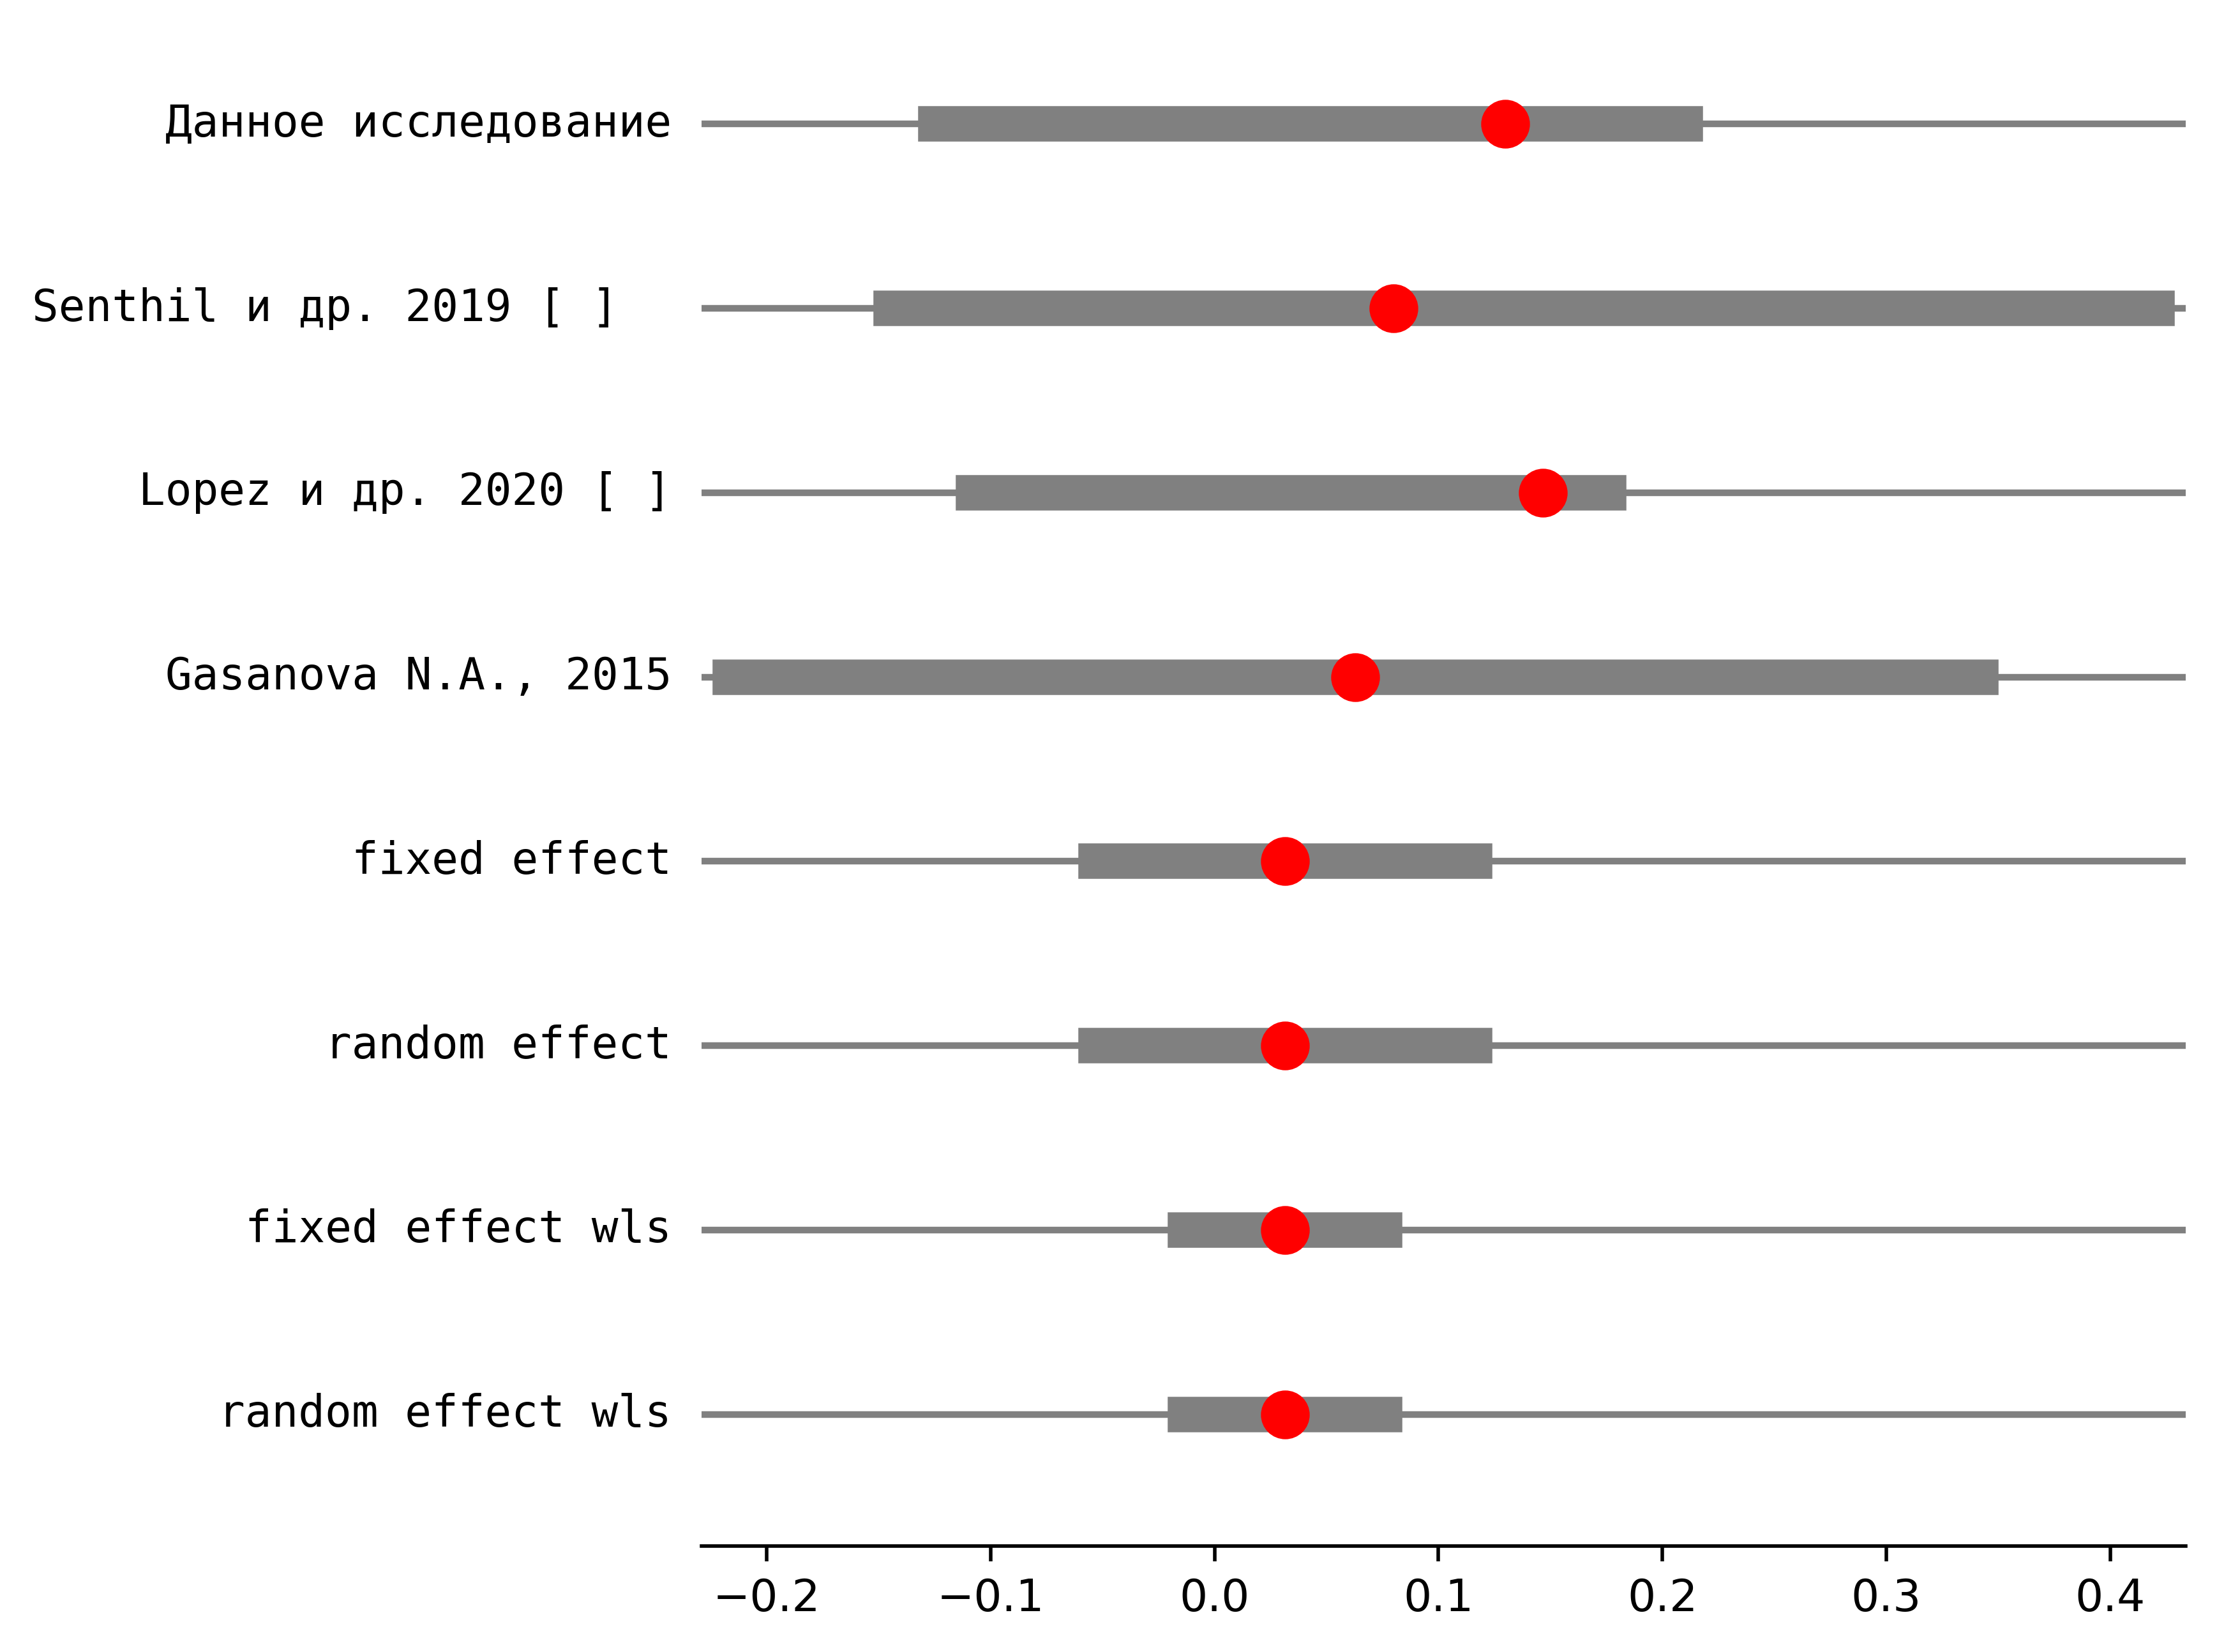 Данное исследование
Senthil и др. 2019 [ ]
Lopez и др. 2020 [ ]
Gasanova N.A., 2015
fixed effect
random effect
fixed effect wls
random effect wls
−0.2 −0.1 0.0 0.1 0.2 0.3 0.4